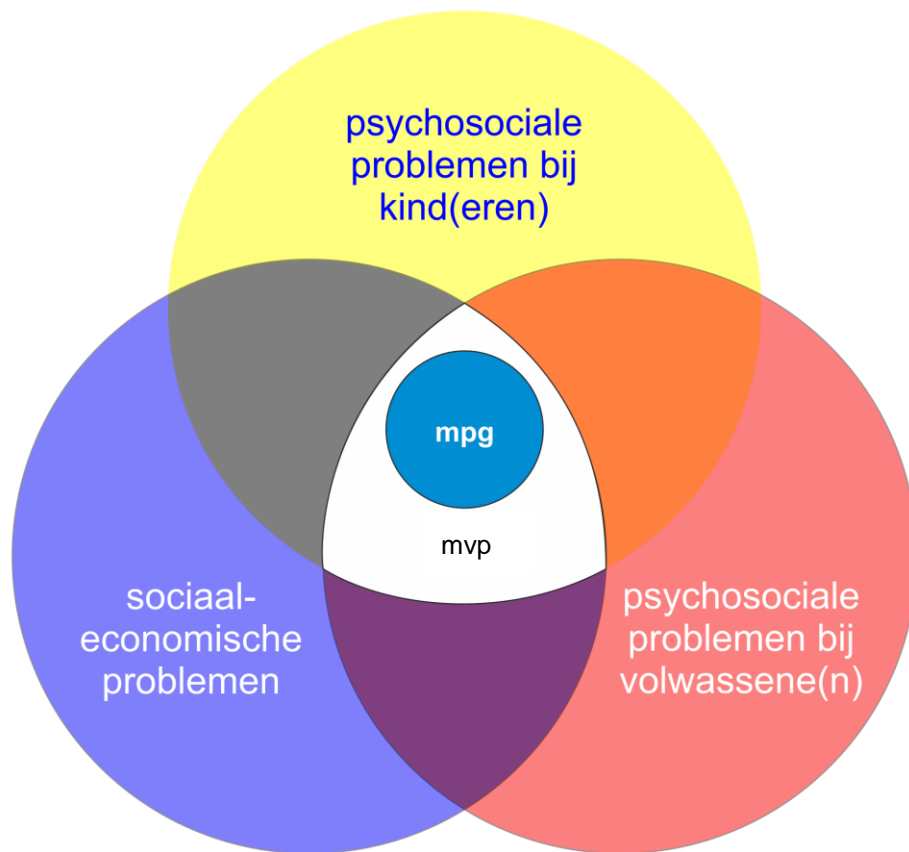 psychosociale
problemen bij
kind(eren)
mpg
mvp
sociaal-
economische
problemen
psychosociale
problemen bij
volwassene(n)